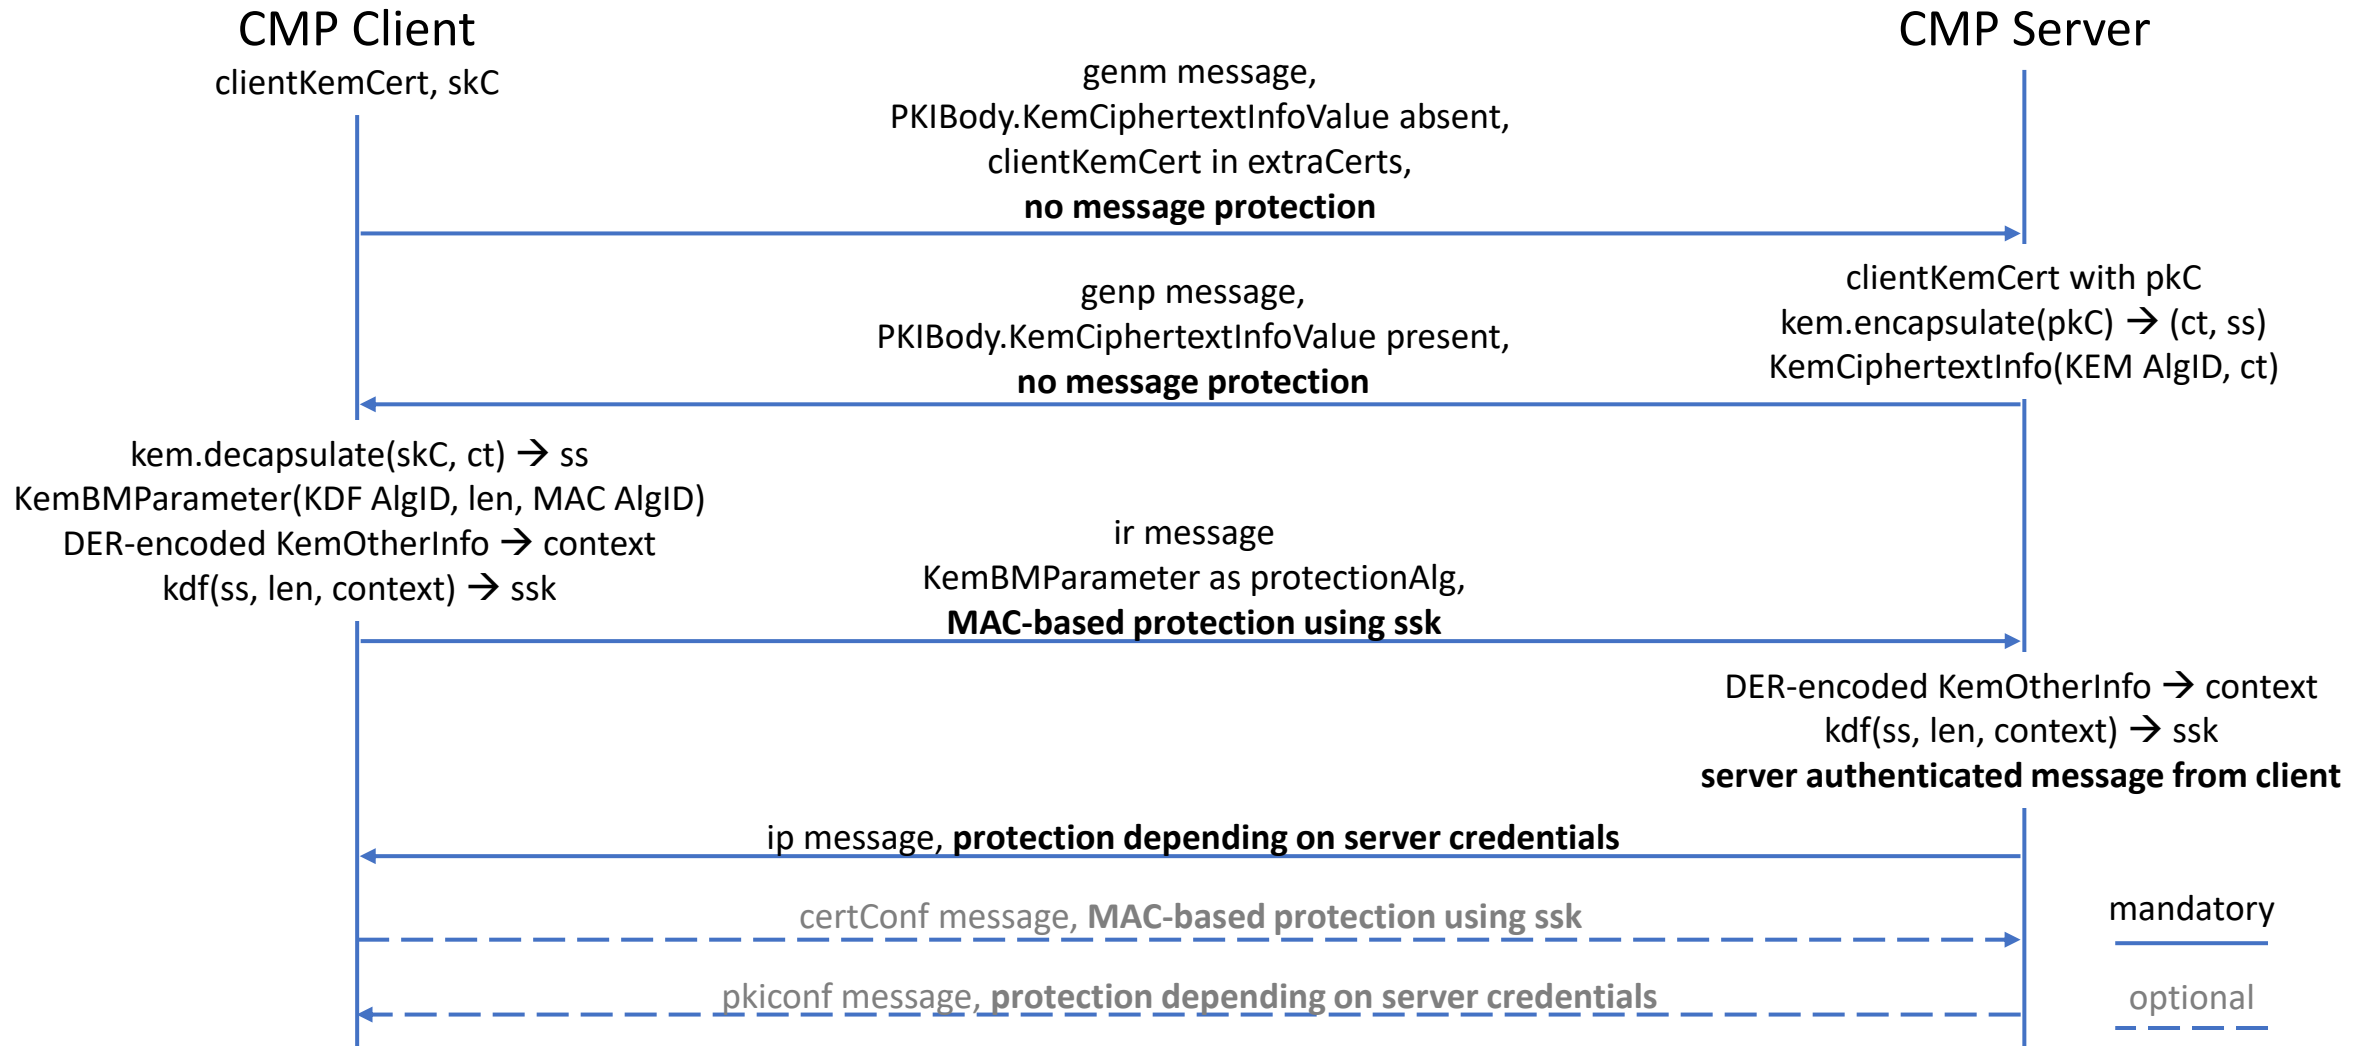 CMP Client
clientKemCert, skC
CMP Server
genm message,
PKIBody.KemCiphertextInfoValue absent,
clientKemCert in extraCerts,
no message protection
clientKemCert with pkC
kem.encapsulate(pkC) → (ct, ss)
KemCiphertextInfo(KEM AlgID, ct)
genp message,
PKIBody.KemCiphertextInfoValue present,
no message protection
kem.decapsulate(skC, ct) → ss
KemBMParameter(KDF AlgID, len, MAC AlgID)
DER-encoded KemOtherInfo → context
kdf(ss, len, context) → ssk
ir message
KemBMParameter as protectionAlg,
MAC-based protection using ssk
DER-encoded KemOtherInfo → context
kdf(ss, len, context) → ssk
server authenticated message from client
ip message, protection depending on server credentials
certConf message, MAC-based protection using ssk
pkiconf message, protection depending on server credentials
mandatory
optional